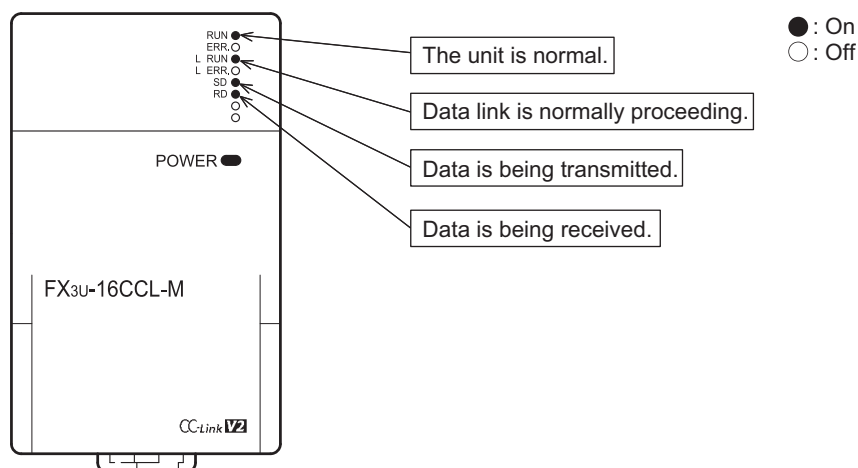 RUN
ERR.
L RUN
L ERR.
SD
RD
POWER
FX3U-16CCL-M
CC-Link V2
The unit is normal.
Data link is normally proceeding.
Data is being transmitted.
Data is being received.
●: On
○: Off